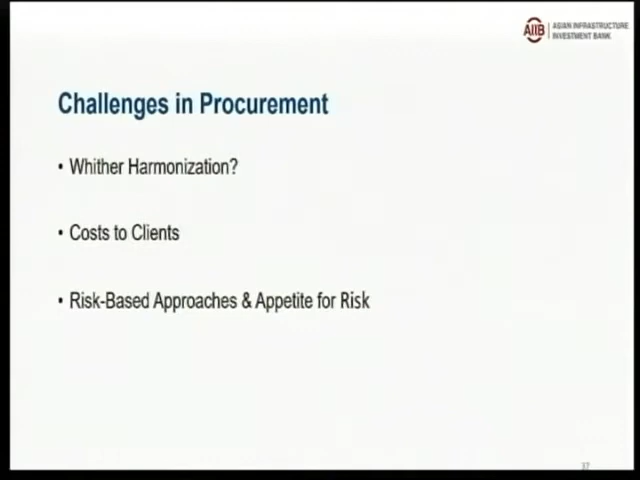 AIIB
ASIAN INFRASTRUCTURE
INVESTMENT BANK
Challenges in Procurement
• Whither Harmonization?
• Costs to Clients
• Risk-Based Approaches & Appetite for Risk
37